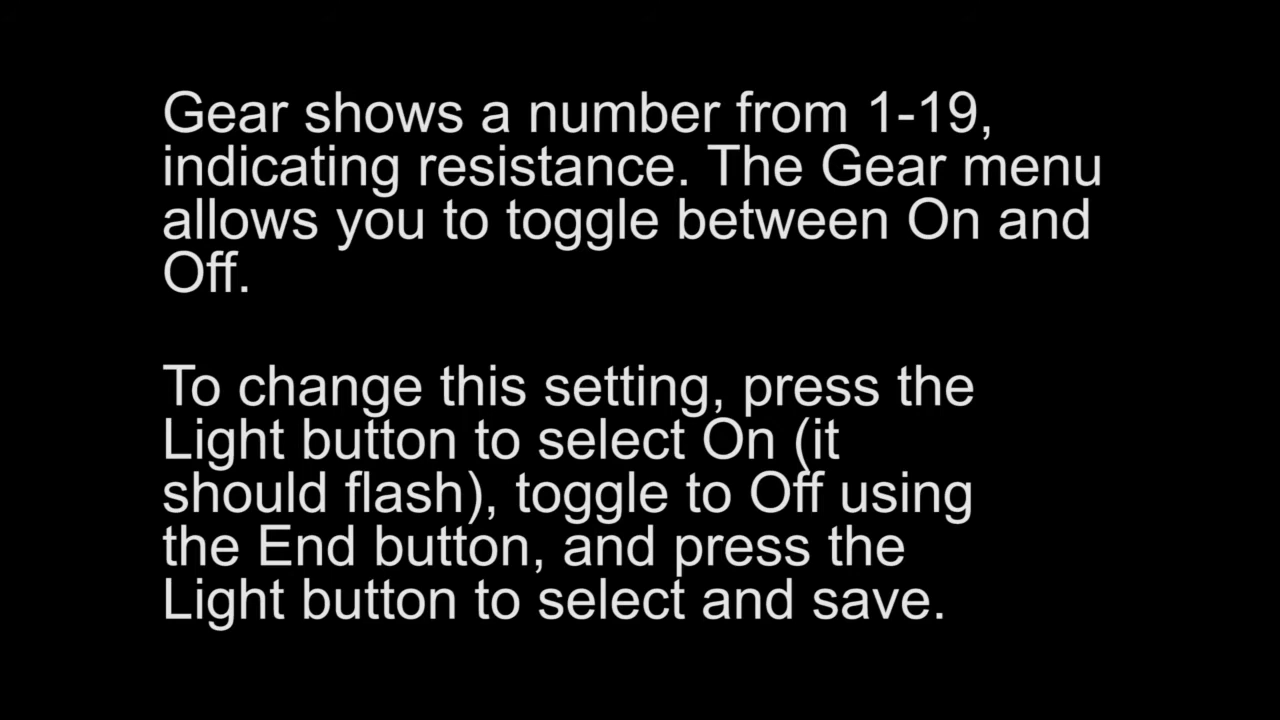 Gear shows a number from 1-19,
indicating resistance. The Gear menu
allows you to toggle between On and
Off.
To change this setting, press the
Light button to select On (it
should flash), toggle to Off using
the End button, and press the
Light button to select and save.